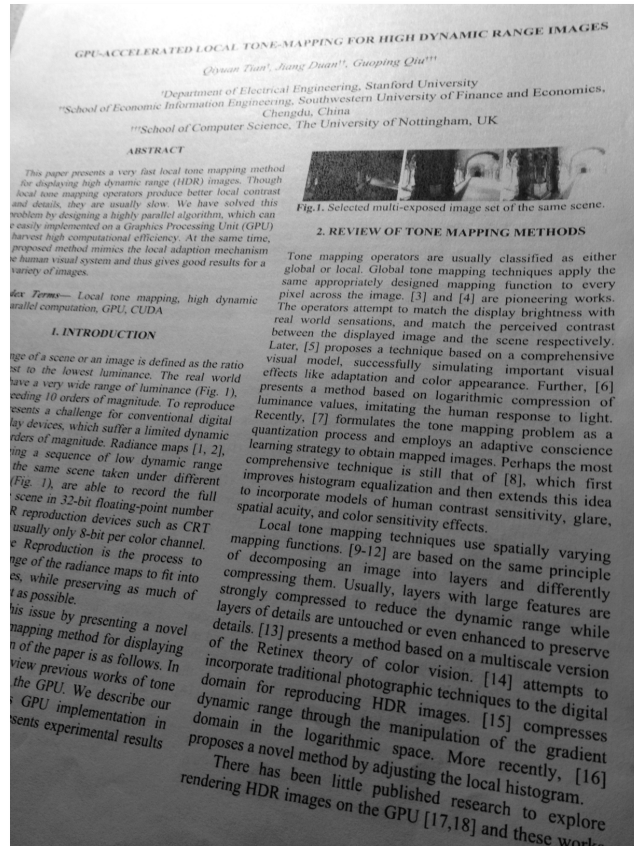 GPU-ACCELERATED LOCAL TONE-MAPPING FOR HIGH DYNAMIC RANGE IMAGES
Qiyuan Tian†, Jiang Duan††, Guoping Qiu†††
†Department of Electrical Engineering, Stanford University
††School of Economic Information Engineering, Southwestern University of Finance and Economics,
Chengdu, China
†††School of Computer Science, The University of Nottingham, UK
ABSTRACT
This paper presents a very fast local tone mapping method
for displaying high dynamic range (HDR) images. Though
local tone mapping operators produce better local contrast
and details, they are usually slow. We have solved this
problem by designing a highly parallel algorithm, which can
easily implemented on a Graphics Processing Unit (GPU)
harvest high computational efficiency. At the same time,
proposed method mimics the local adaption mechanism
human visual system and thus gives good results for a
variety of images.
dex Terms— Local tone mapping, high dynamic
arallel computation, GPU, CUDA
1. INTRODUCTION
nge of a scene or an image is defined as the ratio
st to the lowest luminance. The real world
ave a very wide range of luminance (Fig. 1),
eeding 10 orders of magnitude. To reproduce
esents a challenge for conventional digital
lay devices, which suffer a limited dynamic
rders of magnitude. Radiance maps [1, 2],
ing a sequence of low dynamic range
the same scene taken under different
(Fig. 1), are able to record the full
scene in 32-bit floating-point number
R reproduction devices such as CRT
usually only 8-bit per color channel.
e Reproduction is the process to
nge of the radiance maps to fit into
es, while preserving as much of
t as possible.
his issue by presenting a novel
mapping method for displaying
n of the paper is as follows. In
view previous works of tone
the GPU. We describe our
GPU implementation in
sents experimental results
Fig.1. Selected multi-exposed image set of the same scene.
2. REVIEW OF TONE MAPPING METHODS
Tone mapping operators are usually classified as either
global or local. Global tone mapping techniques apply the
same appropriately designed mapping function to every
pixel across the image. [3] and [4] are pioneering works.
The operators attempt to match the display brightness with
real world sensations, and match the perceived contrast
between the displayed image and the scene respectively.
Later, [5] proposes a technique based on a comprehensive
visual model, successfully simulating important visual
effects like adaptation and color appearance. Further, [6]
presents a method based on logarithmic compression of
luminance values, imitating the human response to light.
Recently, [7] formulates the tone mapping problem as a
quantization process and employs an adaptive conscience
learning strategy to obtain mapped images. Perhaps the most
comprehensive technique is still that of [8], which first
improves histogram equalization and then extends this idea
to incorporate models of human contrast sensitivity, glare,
spatial acuity, and color sensitivity effects.
Local tone mapping techniques use spatially varying
mapping functions. [9-12] are based on the same principle
of decomposing an image into layers and differently
compressing them. Usually, layers with large features are
strongly compressed to reduce the dynamic range while
layers of details are untouched or even enhanced to preserve
details. [13] presents a method based on a multiscale version
of the Retinex theory of color vision. [14] attempts to
incorporate traditional photographic techniques to the digital
domain for reproducing HDR images. [15] compresses
dynamic range through the manipulation of the gradient
domain in the logarithmic space. More recently, [16]
proposes a novel method by adjusting the local histogram.
There has been little published research to explore
rendering HDR images on the GPU [17,18] and these works